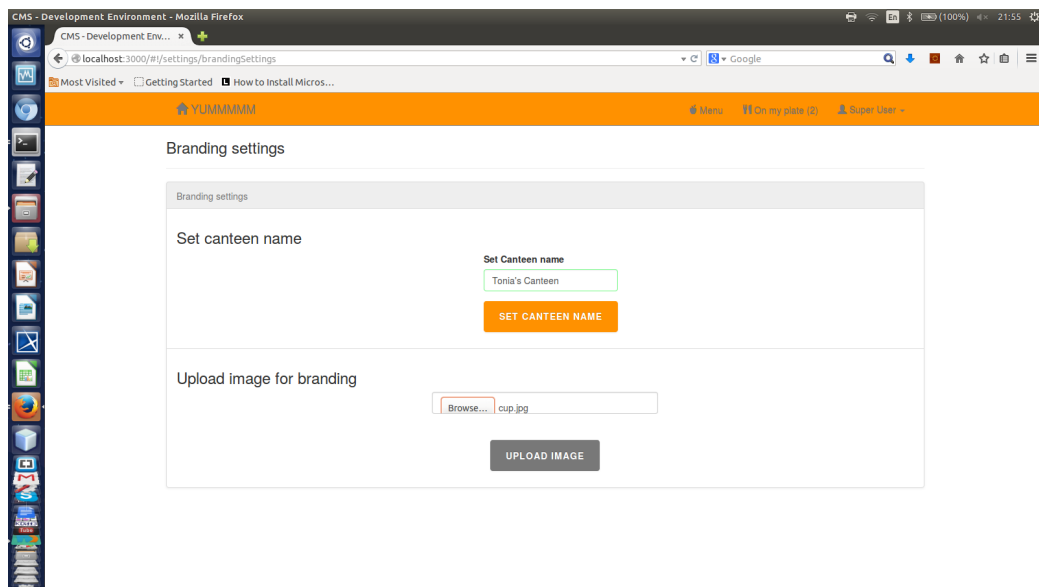 CMS - Development Environment - Mozilla Firefox
En (100%) 21:55
CMS - Development Env... ×
localhost:3000/#!/settings/brandingSettings
Google
Most Visited Getting Started How to Install Micros...
YUMMMMM Menu On my plate (2) Super User
Branding settings
Branding settings
Set canteen name
Set Canteen name
Tonia's Canteen
SET CANTEEN NAME
Upload image for branding
Browse... cup.jpg
UPLOAD IMAGE